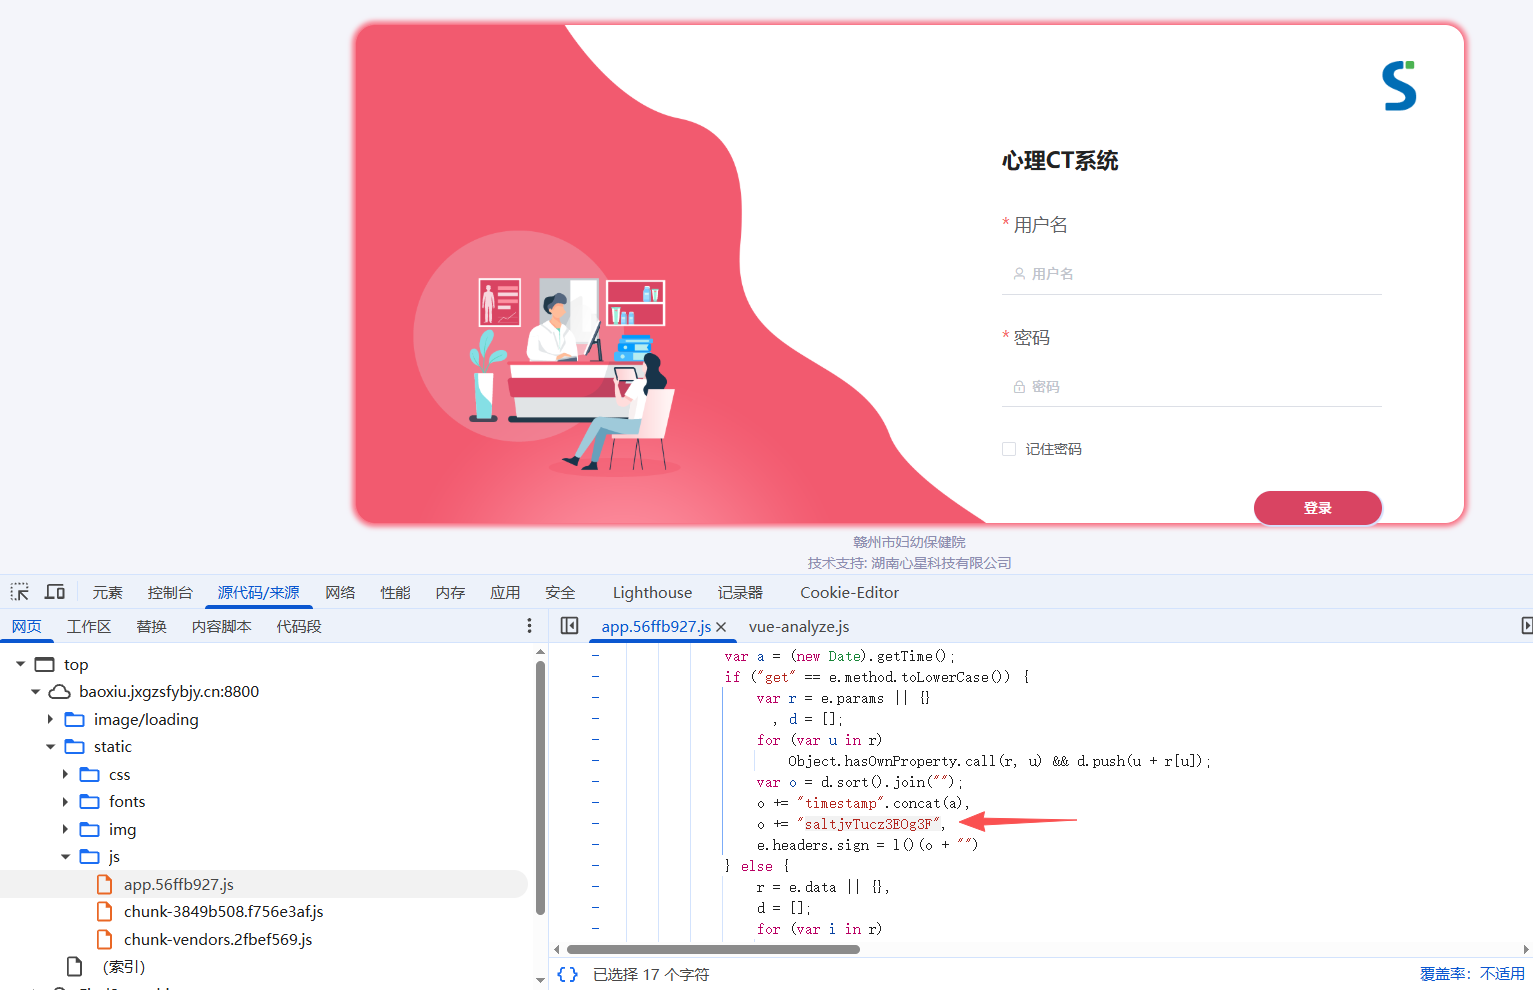 心理CT系统
* 用户名
用户名
* 密码
密码
记住密码
登录
赣州市妇幼保健院
技术支持: 湖南心星科技有限公司
元素 控制台 源代码/来源 网络 性能 内存 应用 安全 Lighthouse 记录器 Cookie-Editor
网页 工作区 替换 内容脚本 代码段
app.56ffb927.js × vue-analyze.js
top
baoxiu.jxgzsfybjy.cn:8800
image/loading
static
css
fonts
img
js
app.56ffb927.js
chunk-3849b508.f756e3af.js
chunk-vendors.2fbef569.js
(索引)
var a = (new Date).getTime();
if ("get" == e.method.toLowerCase()) {
var r = e.params || {}
, d = [];
for (var u in r)
Object.hasOwnProperty.call(r, u) && d.push(u + r[u]);
var o = d.sort().join("");
o += "timestamp".concat(a),
o += "saltjvTucz3EOg3F",
e.headers.sign = l()(o + "")
} else {
r = e.data || {},
d = [];
for (var i in r)
{} 已选择 17 个字符
覆盖率: 不适用